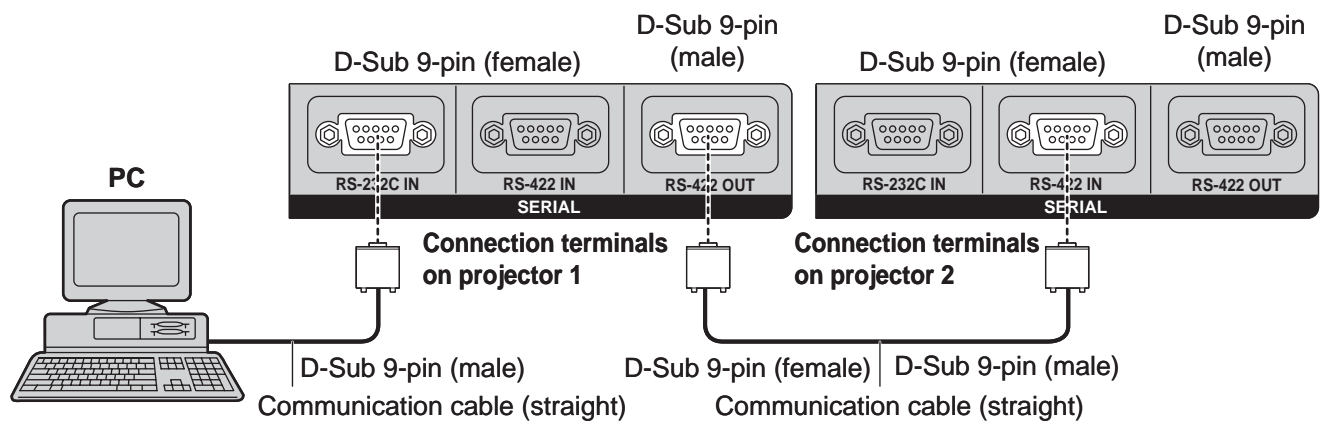 D-Sub 9-pin (female)
D-Sub 9-pin
(male)
D-Sub 9-pin (female)
D-Sub 9-pin
(male)
PC
RS-232C IN
RS-422 IN
RS-422 OUT
SERIAL
RS-232C IN
RS-422 IN
RS-422 OUT
SERIAL
Connection terminals
on projector 1
Connection terminals
on projector 2
D-Sub 9-pin (male)
Communication cable (straight)
D-Sub 9-pin (female)
D-Sub 9-pin (male)
Communication cable (straight)